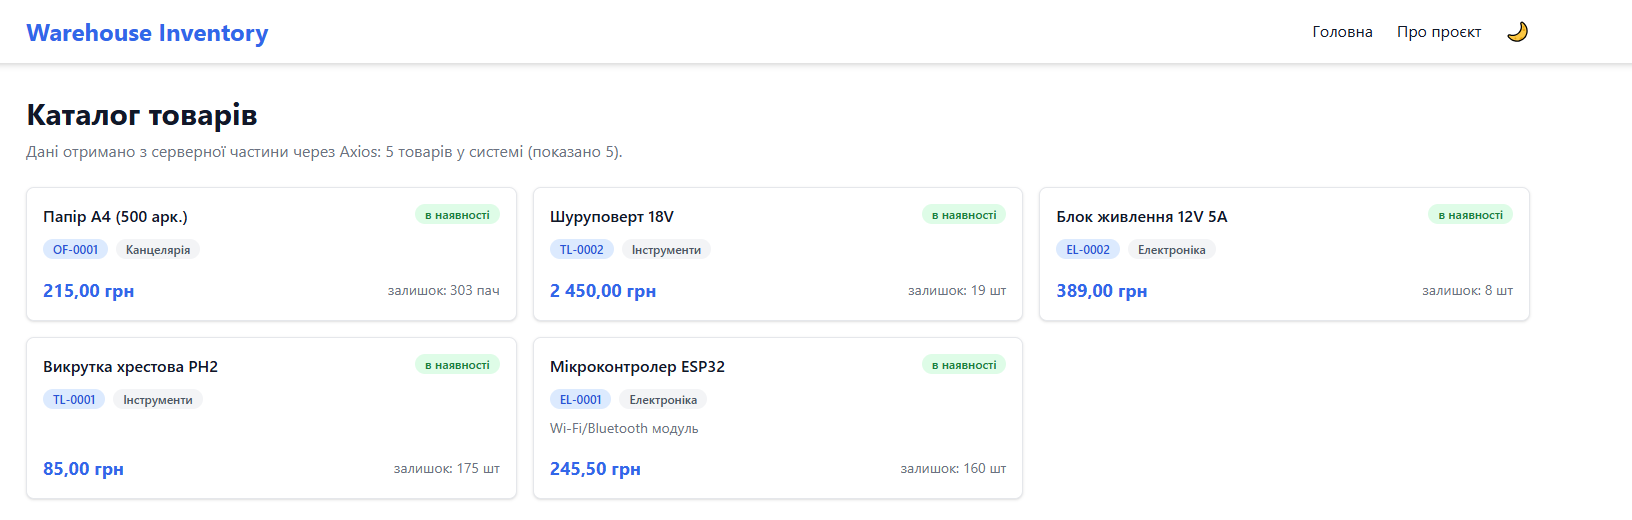 Warehouse Inventory
Головна
Про проєкт
Каталог товарів
Дані отримано з серверної частини через Axios: 5 товарів у системі (показано 5).
Папір А4 (500 арк.)
в наявності
OF-0001
Канцелярія
215,00 грн
залишок: 303 пач
Шуруповерт 18V
в наявності
TL-0002
Інструменти
2 450,00 грн
залишок: 19 шт
Блок живлення 12V 5A
в наявності
EL-0002
Електроніка
389,00 грн
залишок: 8 шт
Викрутка хрестова PH2
в наявності
TL-0001
Інструменти
85,00 грн
залишок: 175 шт
Мікроконтролер ESP32
в наявності
EL-0001
Електроніка
Wi-Fi/Bluetooth модуль
245,50 грн
залишок: 160 шт